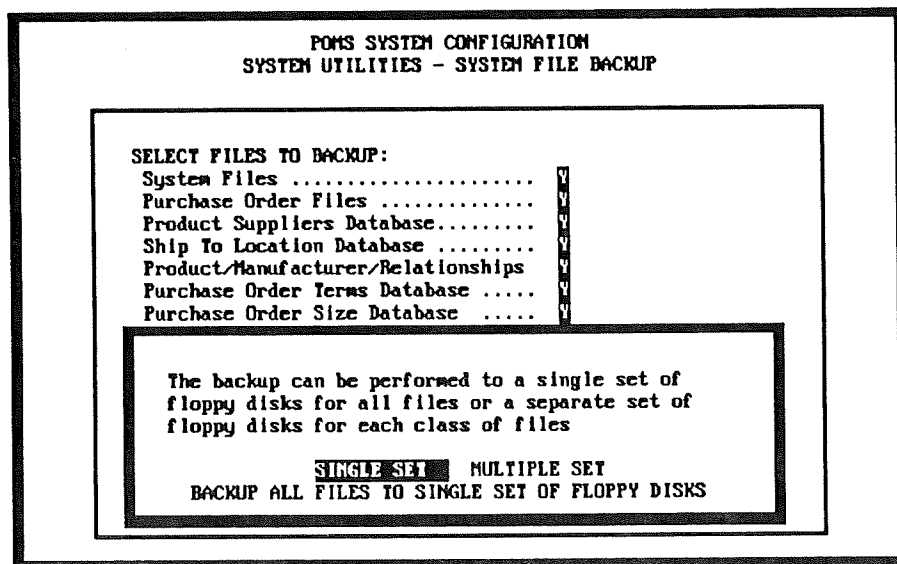 POMS SYSTEM CONFIGURATION
SYSTEM UTILITIES - SYSTEM FILE BACKUP
SELECT FILES TO BACKUP:
System Files ...................... Y
Purchase Order Files .............. Y
Product Suppliers Database......... Y
Ship To Location Database ......... Y
Product/Manufacturer/Relationships Y
Purchase Order Terms Database ..... Y
Purchase Order Size Database ..... Y
The backup can be performed to a single set of
floppy disks for all files or a separate set of
floppy disks for each class of files
SINGLE SET MULTIPLE SET
BACKUP ALL FILES TO SINGLE SET OF FLOPPY DISKS